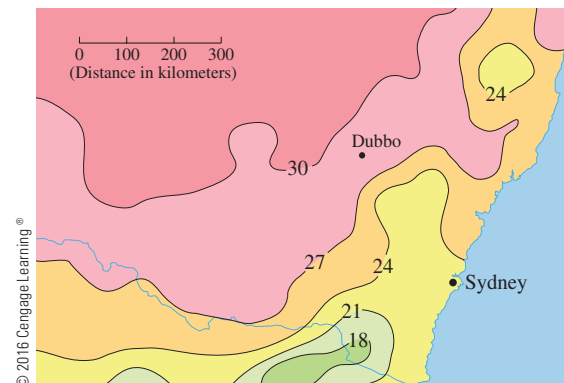 0 100 200 300
(Distance in kilometers)
24
Dubbo
30
27
24
Sydney
21
18
© 2016 Cengage Learning ®